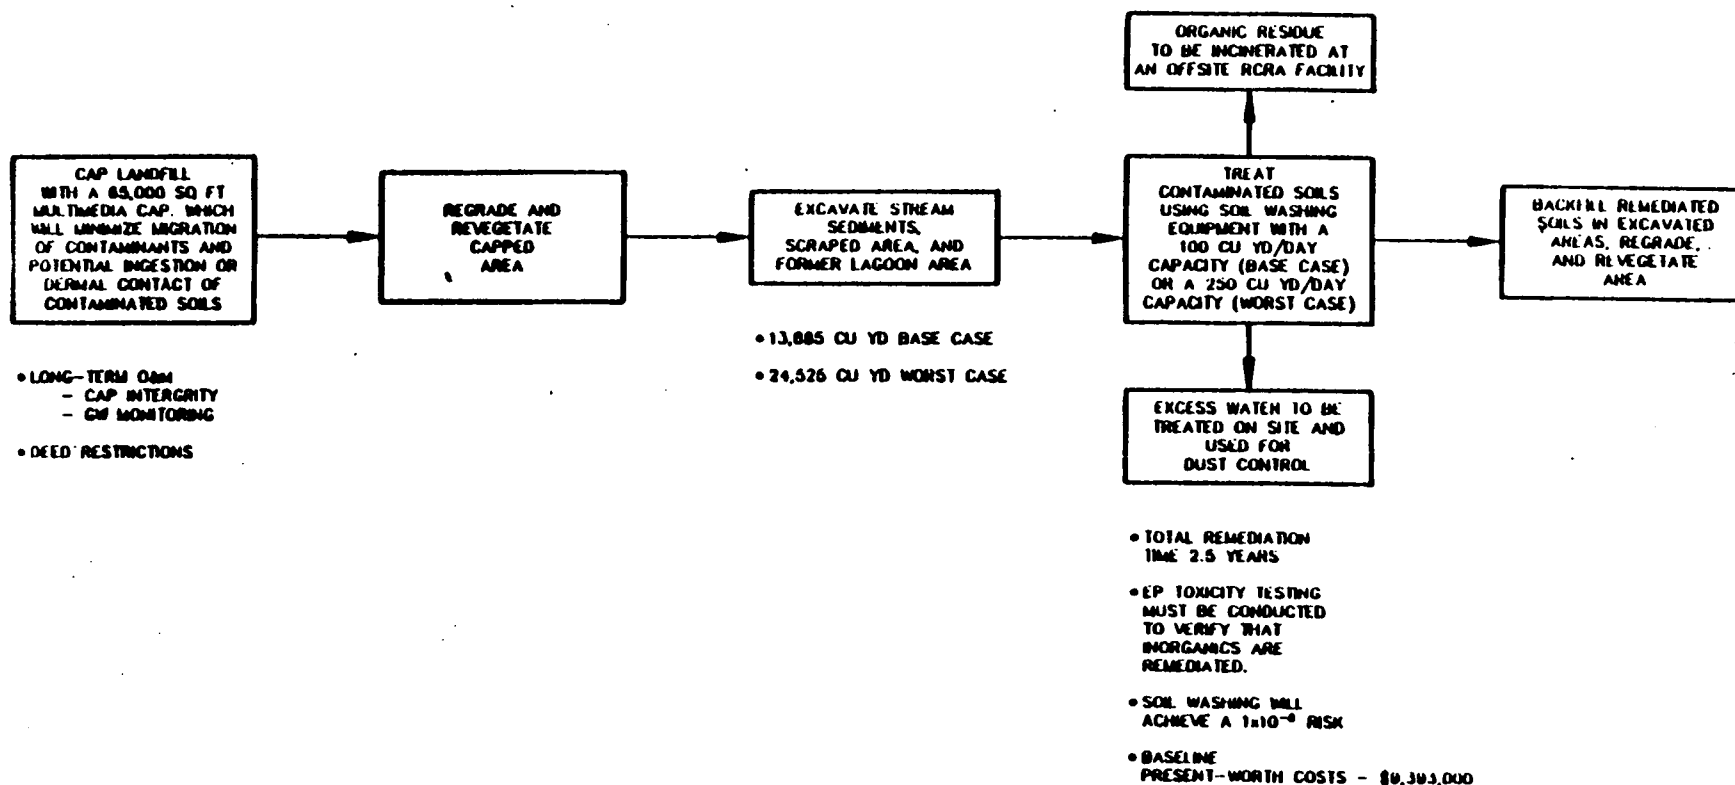 CAP LANDFILL
WITH A 65,000 SQ FT
MULTIMEDIA CAP. WHICH
WILL MINIMIZE MIGRATION
OF CONTAMINANTS AND
POTENTIAL INGESTION OR
DERMAL CONTACT OF
CONTAMINATED SOILS
• LONG-TERM O&M
- CAP INTERGRITY
- GW MONITORING
• DEED RESTRICTIONS
REGRADE AND
REVEGETATE
CAPPED
AREA
EXCAVATE STREAM
SEDIMENTS,
SCRAPED AREA, AND
FORMER LAGOON AREA
• 13,885 CU YD BASE CASE
• 24,526 CU YD WORST CASE
ORGANIC RESIDUE
TO BE INCINERATED AT
AN OFFSITE RCRA FACILITY
TREAT
CONTAMINATED SOILS
USING SOIL WASHING
EQUIPMENT WITH A
100 CU YD/DAY
CAPACITY (BASE CASE)
OR A 250 CU YD/DAY
CAPACITY (WORST CASE)
EXCESS WATER TO BE
TREATED ON SITE AND
USED FOR
DUST CONTROL
• TOTAL REMEDIATION
TIME 2.5 YEARS
• EP TOXICITY TESTING
MUST BE CONDUCTED
TO VERIFY THAT
INORGANICS ARE
REMEDIATED.
• SOIL WASHING WILL
ACHIEVE A RISK
• BASELINE
PRESENT-WORTH COSTS -
BACKFILL REMEDIATED
SOILS IN EXCAVATED
AREAS, REGRADE,
AND REVEGETATE
AREA